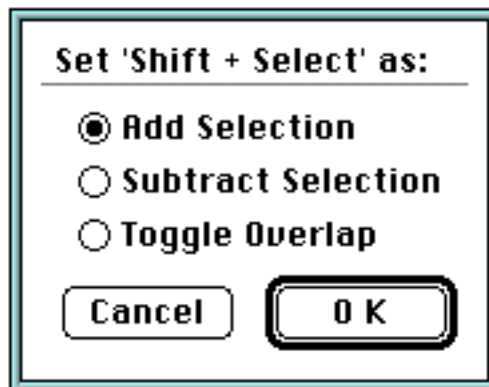 Set 'Shift + Select' as:
Add Selection
Subtract Selection
Toggle Overlap
Cancel
OK